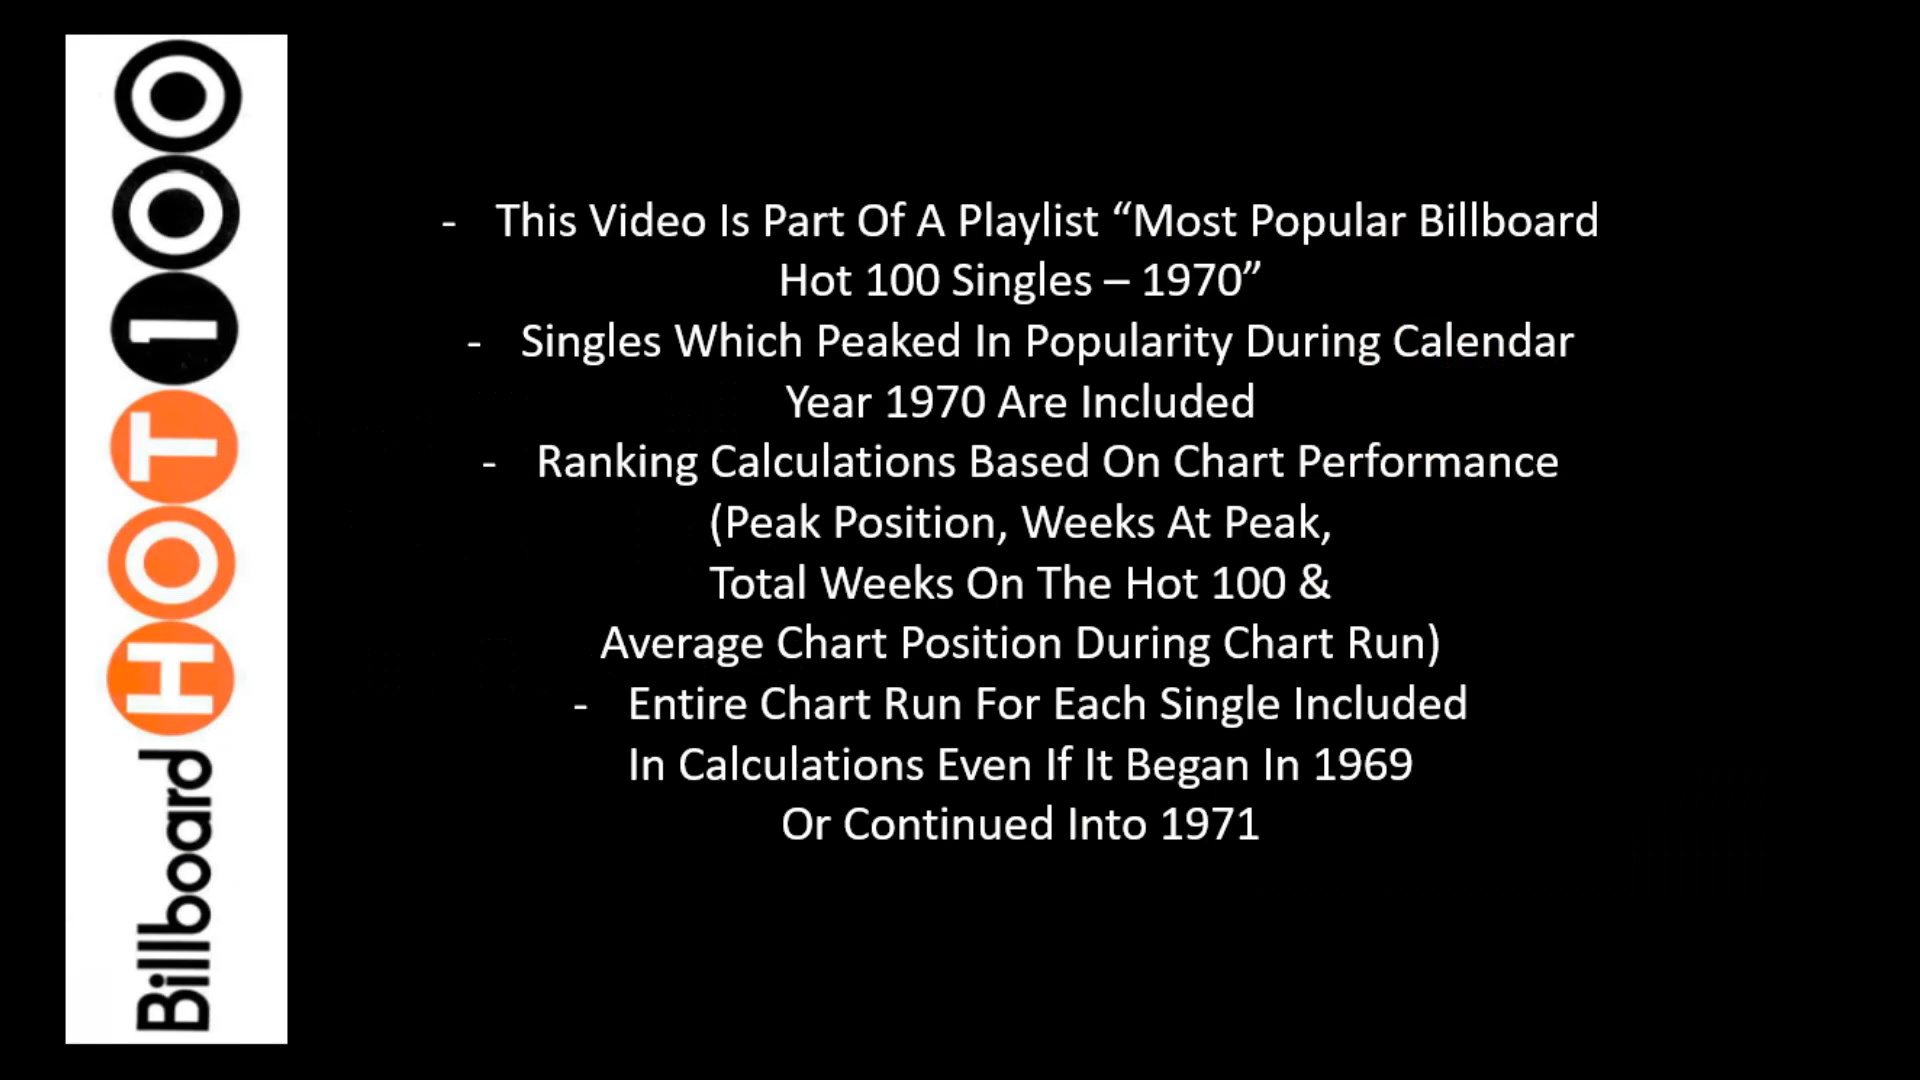 Billboard HOT 100
- This Video Is Part Of A Playlist “Most Popular Billboard
Hot 100 Singles – 1970”
- Singles Which Peaked In Popularity During Calendar
Year 1970 Are Included
- Ranking Calculations Based On Chart Performance
(Peak Position, Weeks At Peak,
Total Weeks On The Hot 100 &
Average Chart Position During Chart Run)
- Entire Chart Run For Each Single Included
In Calculations Even If It Began In 1969
Or Continued Into 1971